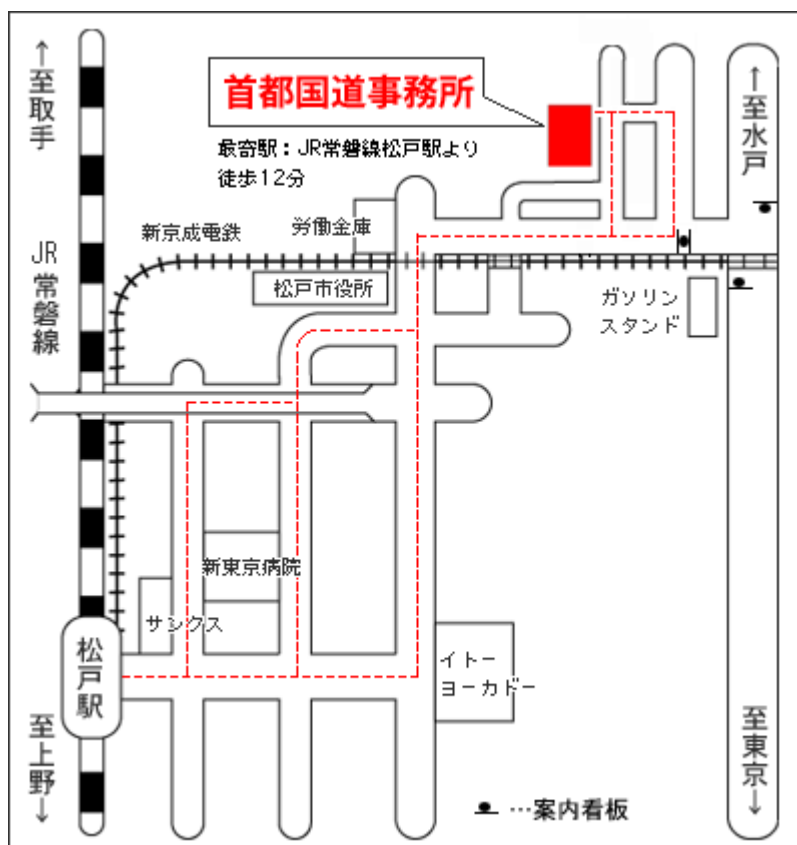 ↑至取手
首都国道事務所
↑至水戸
最寄駅：JR常磐線松戸駅より
徒歩12分
新京成電鉄
労働金庫
JR常磐線
松戸市役所
ガソリン
スタンド
新東京病院
サンクス
松戸駅
イトー
ヨーカドー
至上野↓
至東京↓
…案内看板